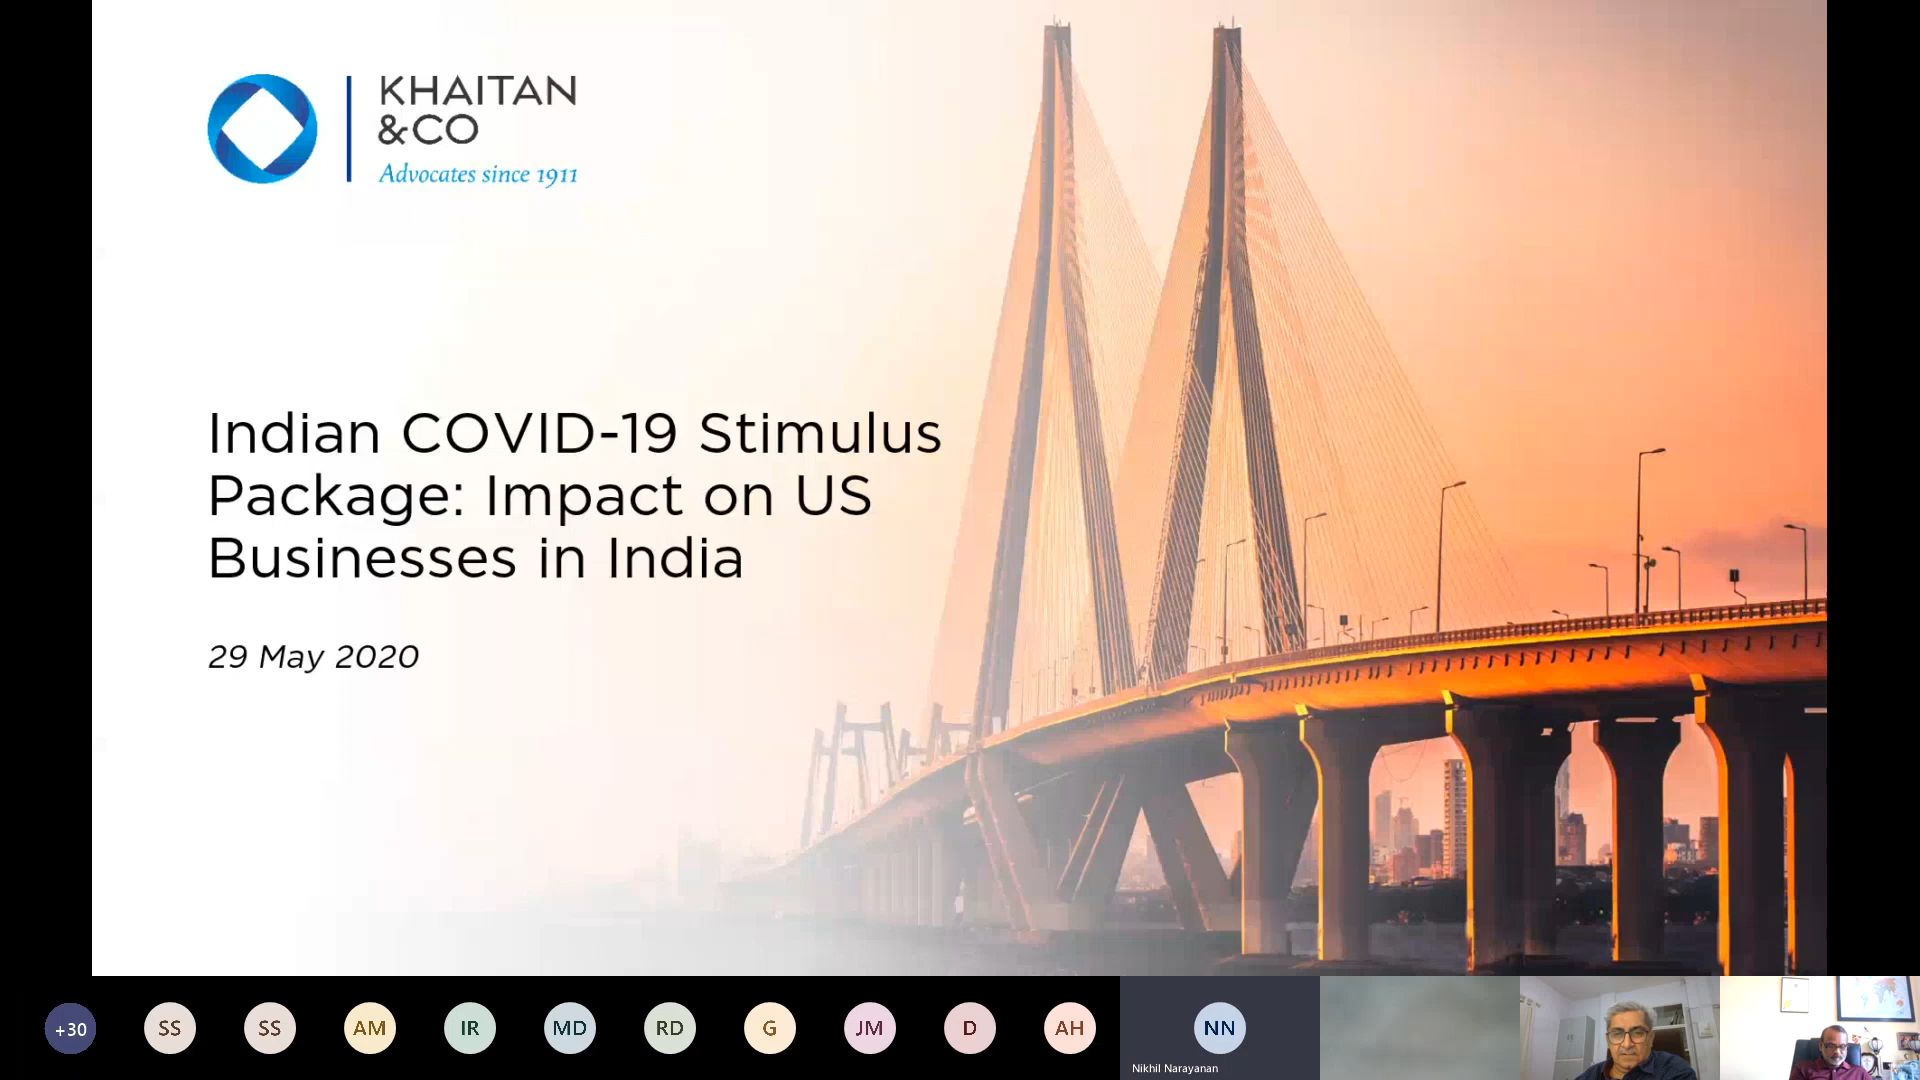 KHAITAN
&CO
Advocates since 1911
Indian COVID-19 Stimulus
Package: Impact on US
Businesses in India
29 May 2020
+30
SS
SS
AM
IR
MD
RD
G
JM
D
AH
NN
Nikhil Narayanan